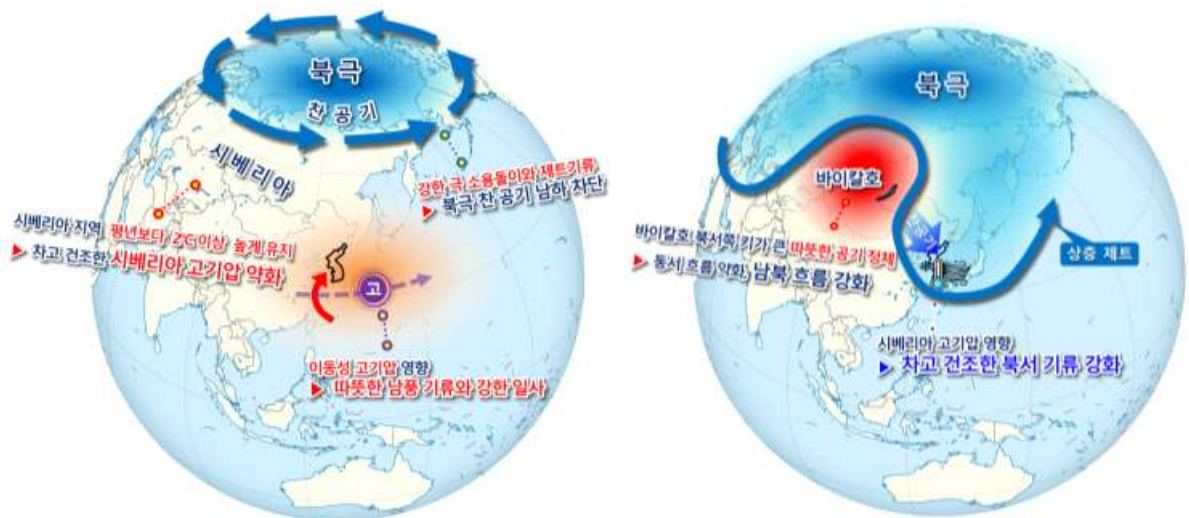 북극
찬 공 기
시베리아
강한 극 소용돌이와 제트기류
▶ 북극 찬 공기 남하 차단
시베리아 지역 평년보다 2℃ 이상 높게 유지
▶ 차고 건조한 시베리아 고기압 약화
고
이동성 고기압 영향
▶ 따뜻한 남풍 기류와 강한 일사
북극
바이칼호
바이칼호 북서쪽 키가 큰 따뜻한 공기 정체
▶ 동서 흐름 약화, 남북 흐름 강화
상층 제트
시베리아 고기압 영향
▶ 차고 건조한 북서 기류 강화